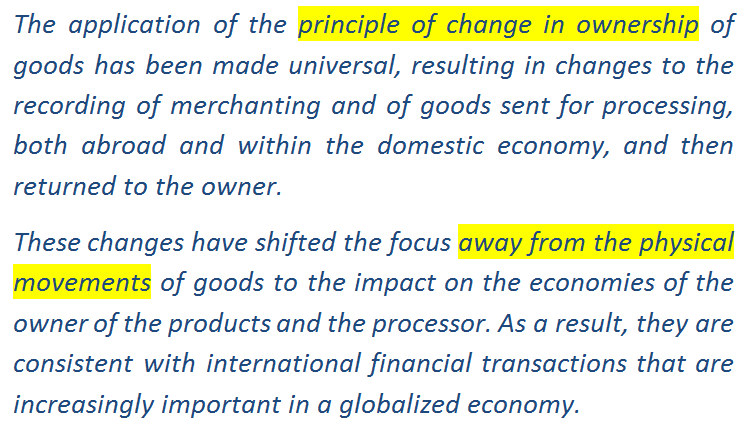 The application of the principle of change in ownership of
goods has been made universal, resulting in changes to the
recording of merchanting and of goods sent for processing,
both abroad and within the domestic economy, and then
returned to the owner.
These changes have shifted the focus away from the physical
movements of goods to the impact on the economies of the
owner of the products and the processor. As a result, they are
consistent with international financial transactions that are
increasingly important in a globalized economy.